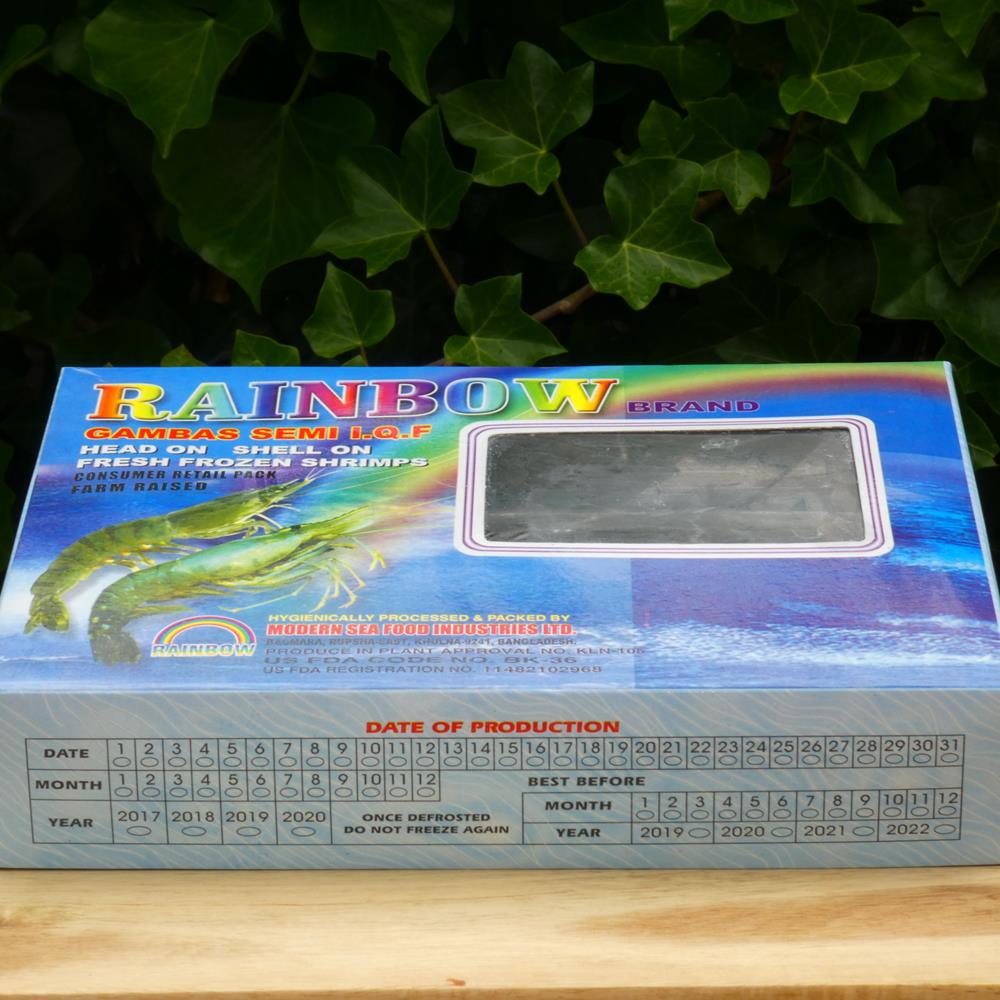 RAINBOW BRAND
GAMBAS SEMI I.Q.F
HEAD ON SHELL ON
FRESH FROZEN SHRIMPS
CONSUMER RETAIL PACK
FARM RAISED
HYGIENICALLY PROCESSED & PACKED BY
MODERN SEA FOOD INDUSTRIES LTD.
BAGMARA, RUPSHA-EAST, KHULNA-9241, BANGLADESH.
RAINBOW
PRODUCE IN PLANT APPROVAL NO. KLN-105
US FDA CODE NO. BK-36
US FDA REGISTRATION NO. 11482102968
DATE OF PRODUCTION
DATE 1 2 3 4 5 6 7 8 9 10 11 12 13 14 15 16 17 18 19 20 21 22 23 24 25 26 27 28 29 30 31
MONTH 1 2 3 4 5 6 7 8 9 10 11 12
BEST BEFORE
MONTH 1 2 3 4 5 6 7 8 9 10 11 12
YEAR 2017 2018 2019 2020
ONCE DEFROSTED
DO NOT FREEZE AGAIN
YEAR 2019 2020 2021 2022